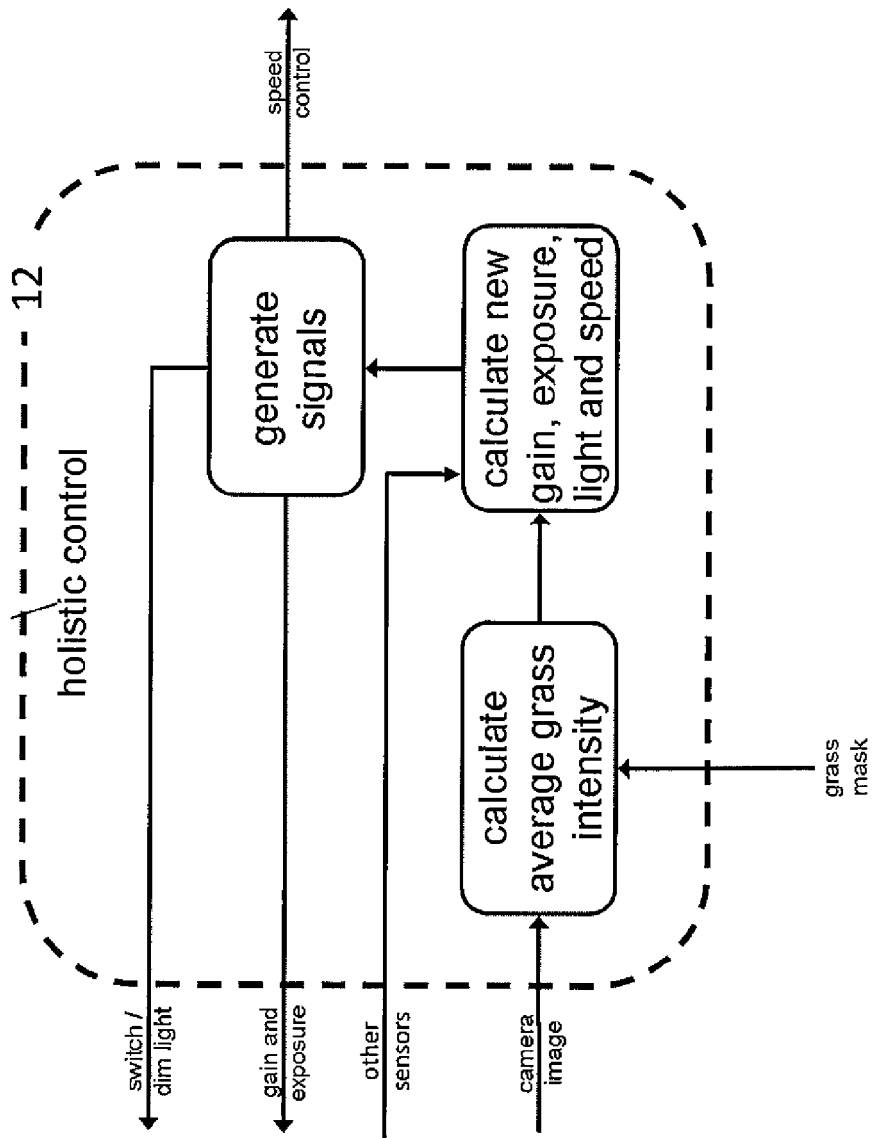 12
holistic control
switch /
dim light
gain and
exposure
other
sensors
camera
image
generate
signals
speed
control
calculate new
gain, exposure,
light and speed
calculate
average grass
intensity
grass
mask